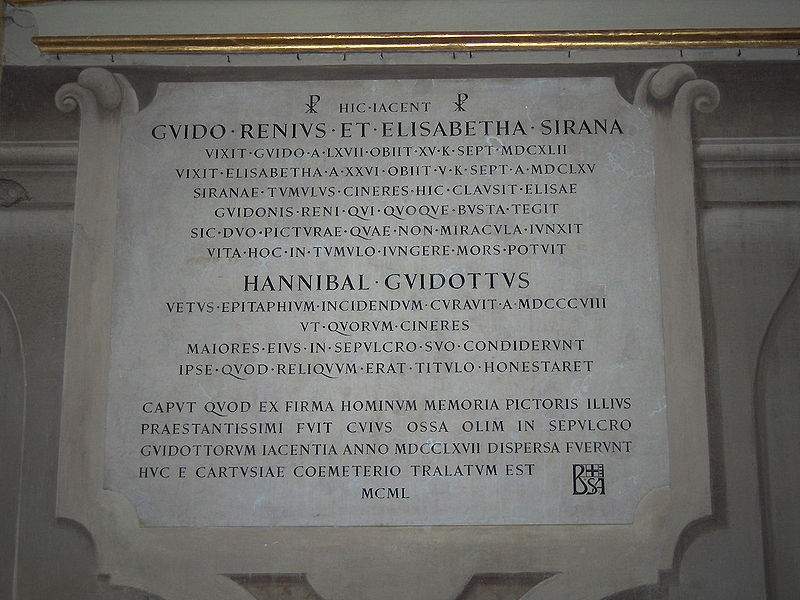 ☧ HIC·IACENT ☧
GVIDO·RENIVS·ET·ELISABETHA·SIRANA
VIXIT·GVIDO·A·LXVII·OBIIT·XV·K·SEPT·MDCXLII
VIXIT·ELISABETHA·A·XXVI·OBIIT·V·K·SEPT·A·MDCLXV
SIRANAE·TVMVLVS·CINERES·HIC·CLAVSIT·ELISAE
GVIDONIS·RENI·QVI·QVOQVE·BVSTA·TEGIT
SIC·DVO·PICTVRAE·QVAE·NON·MIRACVLA·IVNXIT
VITA·HOC·IN·TVMVLO·IVNGERE·MORS·POTVIT
HANNIBAL·GVIDOTTVS
VETVS·EPITAPHIVM·INCIDENDVM·CVRAVIT·A·MDCCCVIII
VT·QVORVM·CINERES
MAIORES·EIVS·IN·SEPVLCRO·SVO·CONDIDERVNT
IPSE·QVOD·RELIQVVM·ERAT·TITVLO·HONESTARET
CAPVT QVOD EX FIRMA HOMINVM MEMORIA PICTORIS ILLIVS
PRAESTANTISSIMI FVIT CVIVS OSSA OLIM IN SEPVLCRO
GVIDOTTORVM IACENTIA ANNO MDCCLXVII DISPERSA FVERVNT
HVC E CARTVSIAE COEMETERIO TRALATVM EST
MCML
BSSA